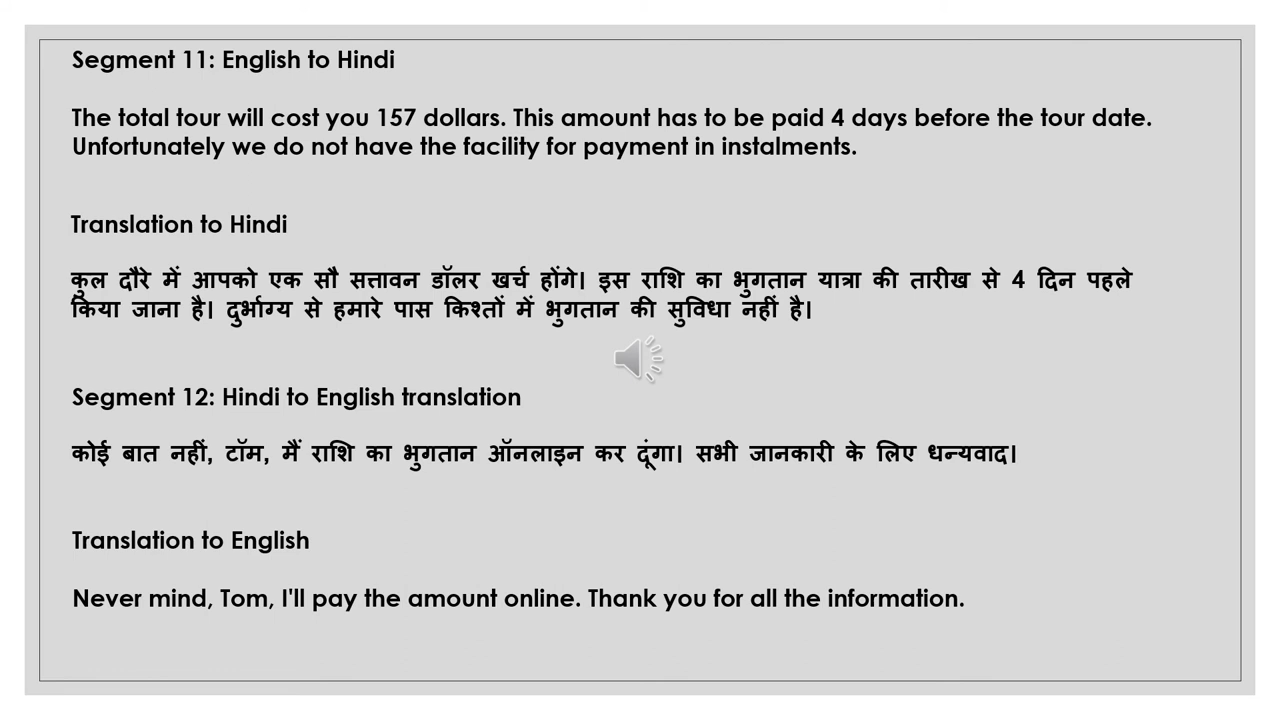 Segment 11: English to Hindi
The total tour will cost you 157 dollars. This amount has to be paid 4 days before the tour date.
Unfortunately we do not have the facility for payment in instalments.
Translation to Hindi
कुल दौरे में आपको एक सौ सत्तावन डॉलर खर्च होंगे। इस राशि का भुगतान यात्रा की तारीख से 4 दिन पहले
किया जाना है। दुर्भाग्य से हमारे पास किश्तों में भुगतान की सुविधा नहीं है।
Segment 12: Hindi to English translation
कोई बात नहीं, टॉम, मैं राशि का भुगतान ऑनलाइन कर दूंगा। सभी जानकारी के लिए धन्यवाद।
Translation to English
Never mind, Tom, I'll pay the amount online. Thank you for all the information.